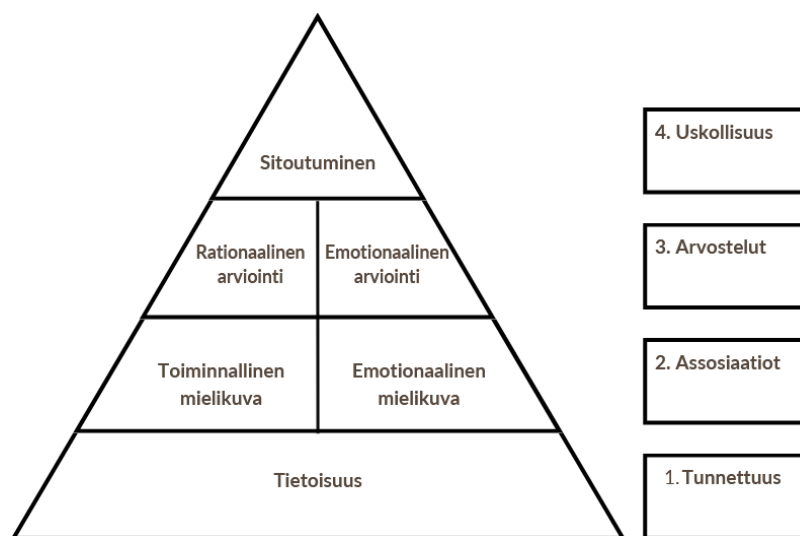 Sitoutuminen
4. Uskollisuus
Rationaalinen
arviointi
Emotionaalinen
arviointi
3. Arvostelut
Toiminnallinen
mielikuva
Emotionaalinen
mielikuva
2. Assosiaatiot
Tietoisuus
1. Tunnettuus